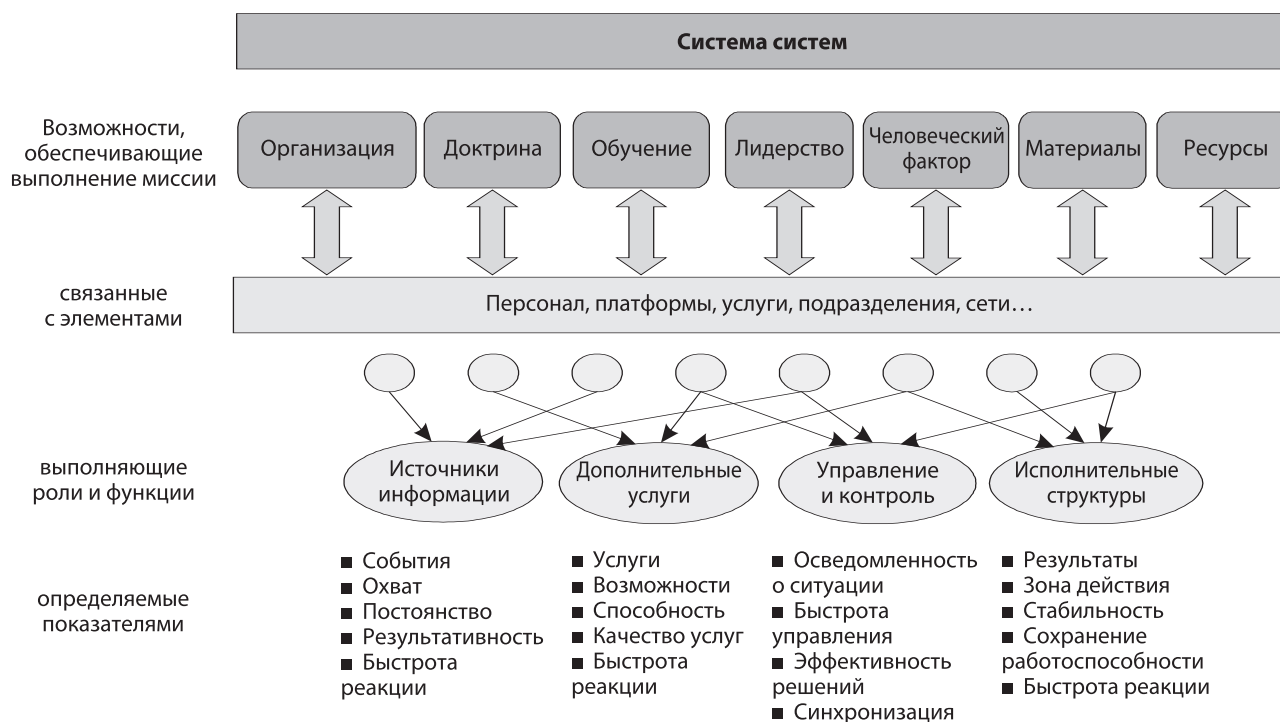 Система систем
Возможности,
обеспечивающие
выполнение миссии
Организация
Доктрина
Обучение
Лидерство
Человеческий
фактор
Материалы
Ресурсы
связанные
с элементами
Персонал, платформы, услуги, подразделения, сети…
выполняющие
роли и функции
Источники
информации
Дополнительные
услуги
Управление
и контроль
Исполнительные
структуры
определяемые
показателями
■ События
■ Охват
■ Постоянство
■ Результативность
■ Быстрота
реакции
■ Услуги
■ Возможности
■ Способность
■ Качество услуг
■ Быстрота
реакции
■ Осведомленность
о ситуации
■ Быстрота
управления
■ Эффективность
решений
■ Синхронизация
■ Результаты
■ Зона действия
■ Стабильность
■ Сохранение
работоспособности
■ Быстрота реакции